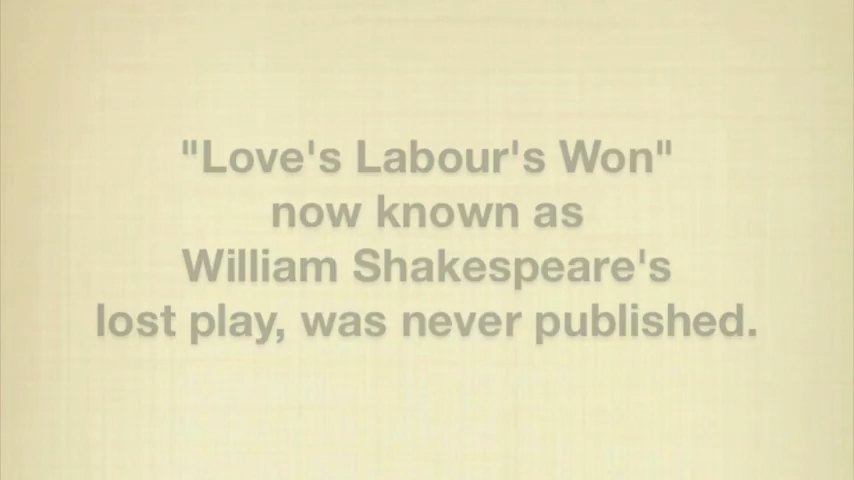 "Love's Labour's Won"
now known as
William Shakespeare's
lost play, was never published.